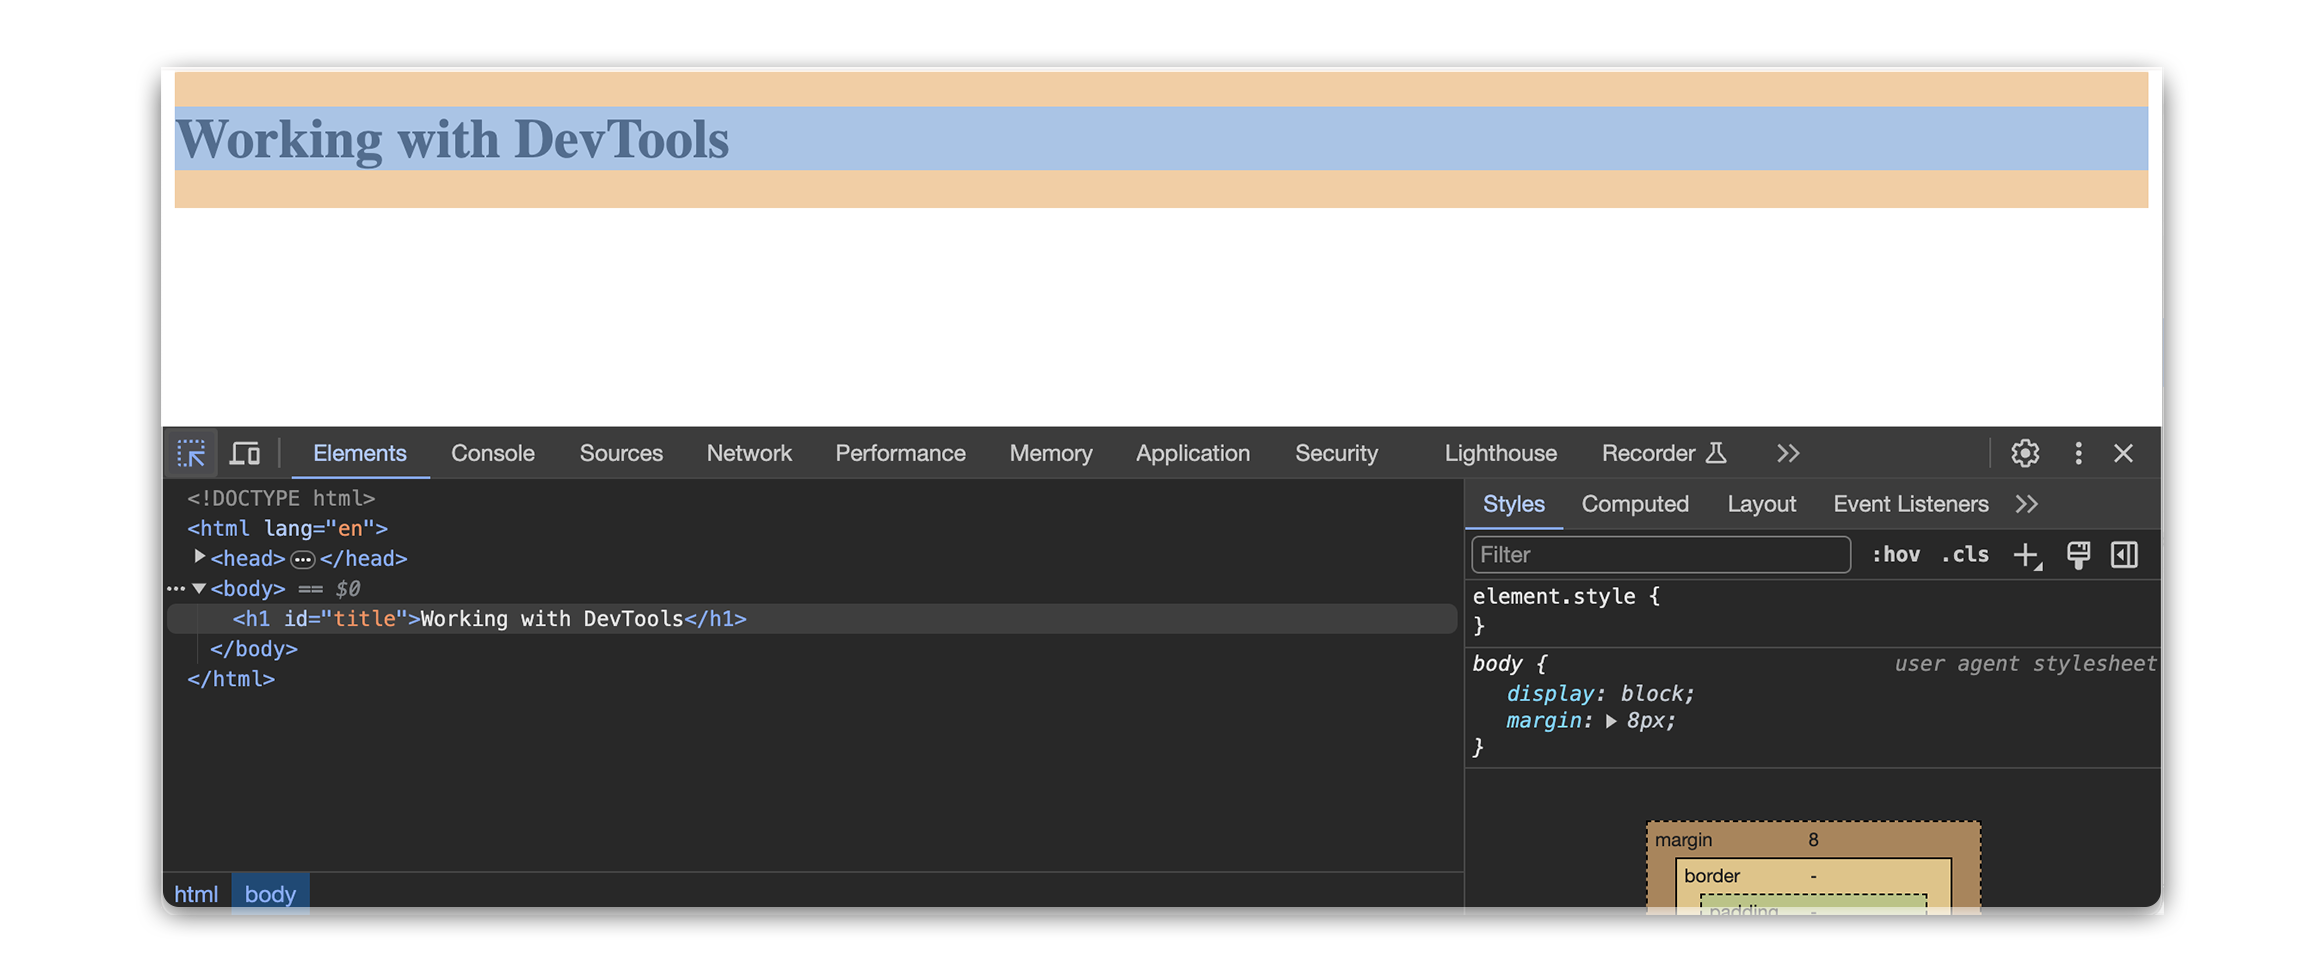 Working with DevTools
Elements Console Sources Network Performance Memory Application Security Lighthouse Recorder
<!DOCTYPE html>
<html lang="en">
<head> ⋯ </head>
<body> == $0
<h1 id="title">Working with DevTools</h1>
</body>
</html>
html body
Styles Computed Layout Event Listeners
Filter :hov .cls
element.style {
}
body { user agent stylesheet
display: block;
margin: 8px;
}
margin 8
border -
padding -